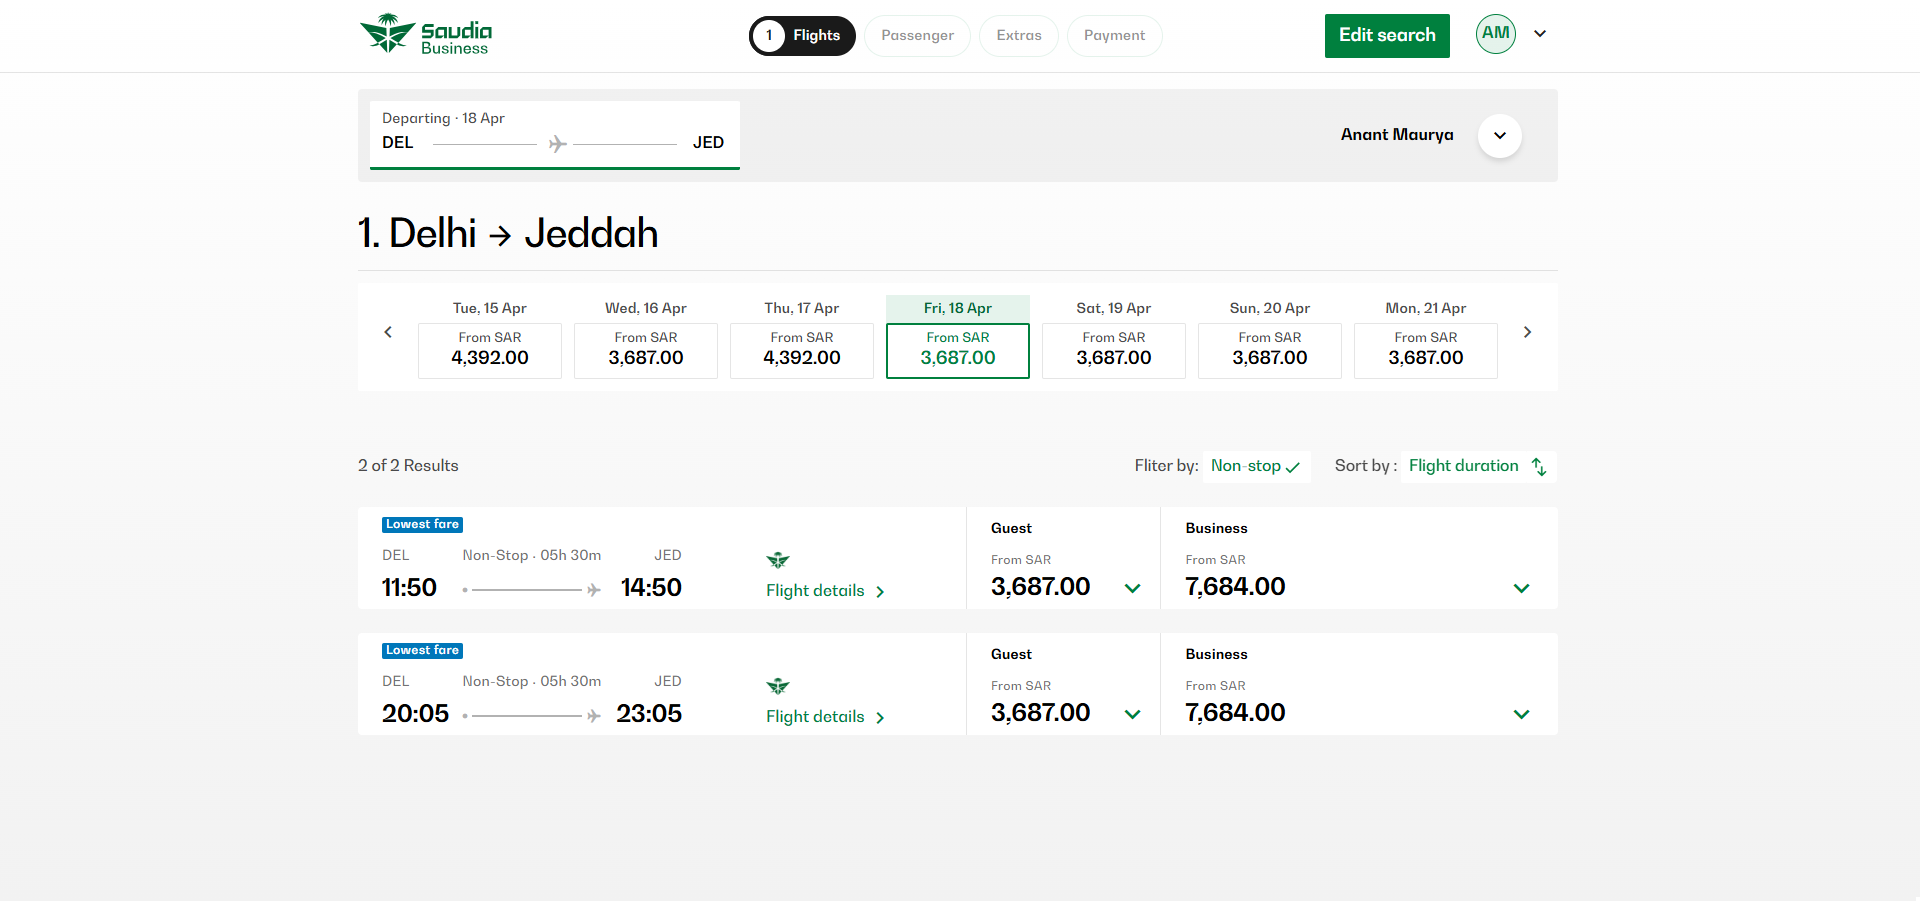 Saudia
Business
1 Flights
Passenger
Extras
Payment
Edit search
AM
Departing · 18 Apr
DEL JED
Anant Maurya
1. Delhi → Jeddah
Tue, 15 Apr
From SAR
4,392.00
Wed, 16 Apr
From SAR
3,687.00
Thu, 17 Apr
From SAR
4,392.00
Fri, 18 Apr
From SAR
3,687.00
Sat, 19 Apr
From SAR
3,687.00
Sun, 20 Apr
From SAR
3,687.00
Mon, 21 Apr
From SAR
3,687.00
2 of 2 Results
Fliter by: Non-stop
Sort by : Flight duration
Lowest fare
DEL Non-Stop · 05h 30m JED
11:50 14:50
Flight details
Guest
From SAR
3,687.00
Business
From SAR
7,684.00
Lowest fare
DEL Non-Stop · 05h 30m JED
20:05 23:05
Flight details
Guest
From SAR
3,687.00
Business
From SAR
7,684.00